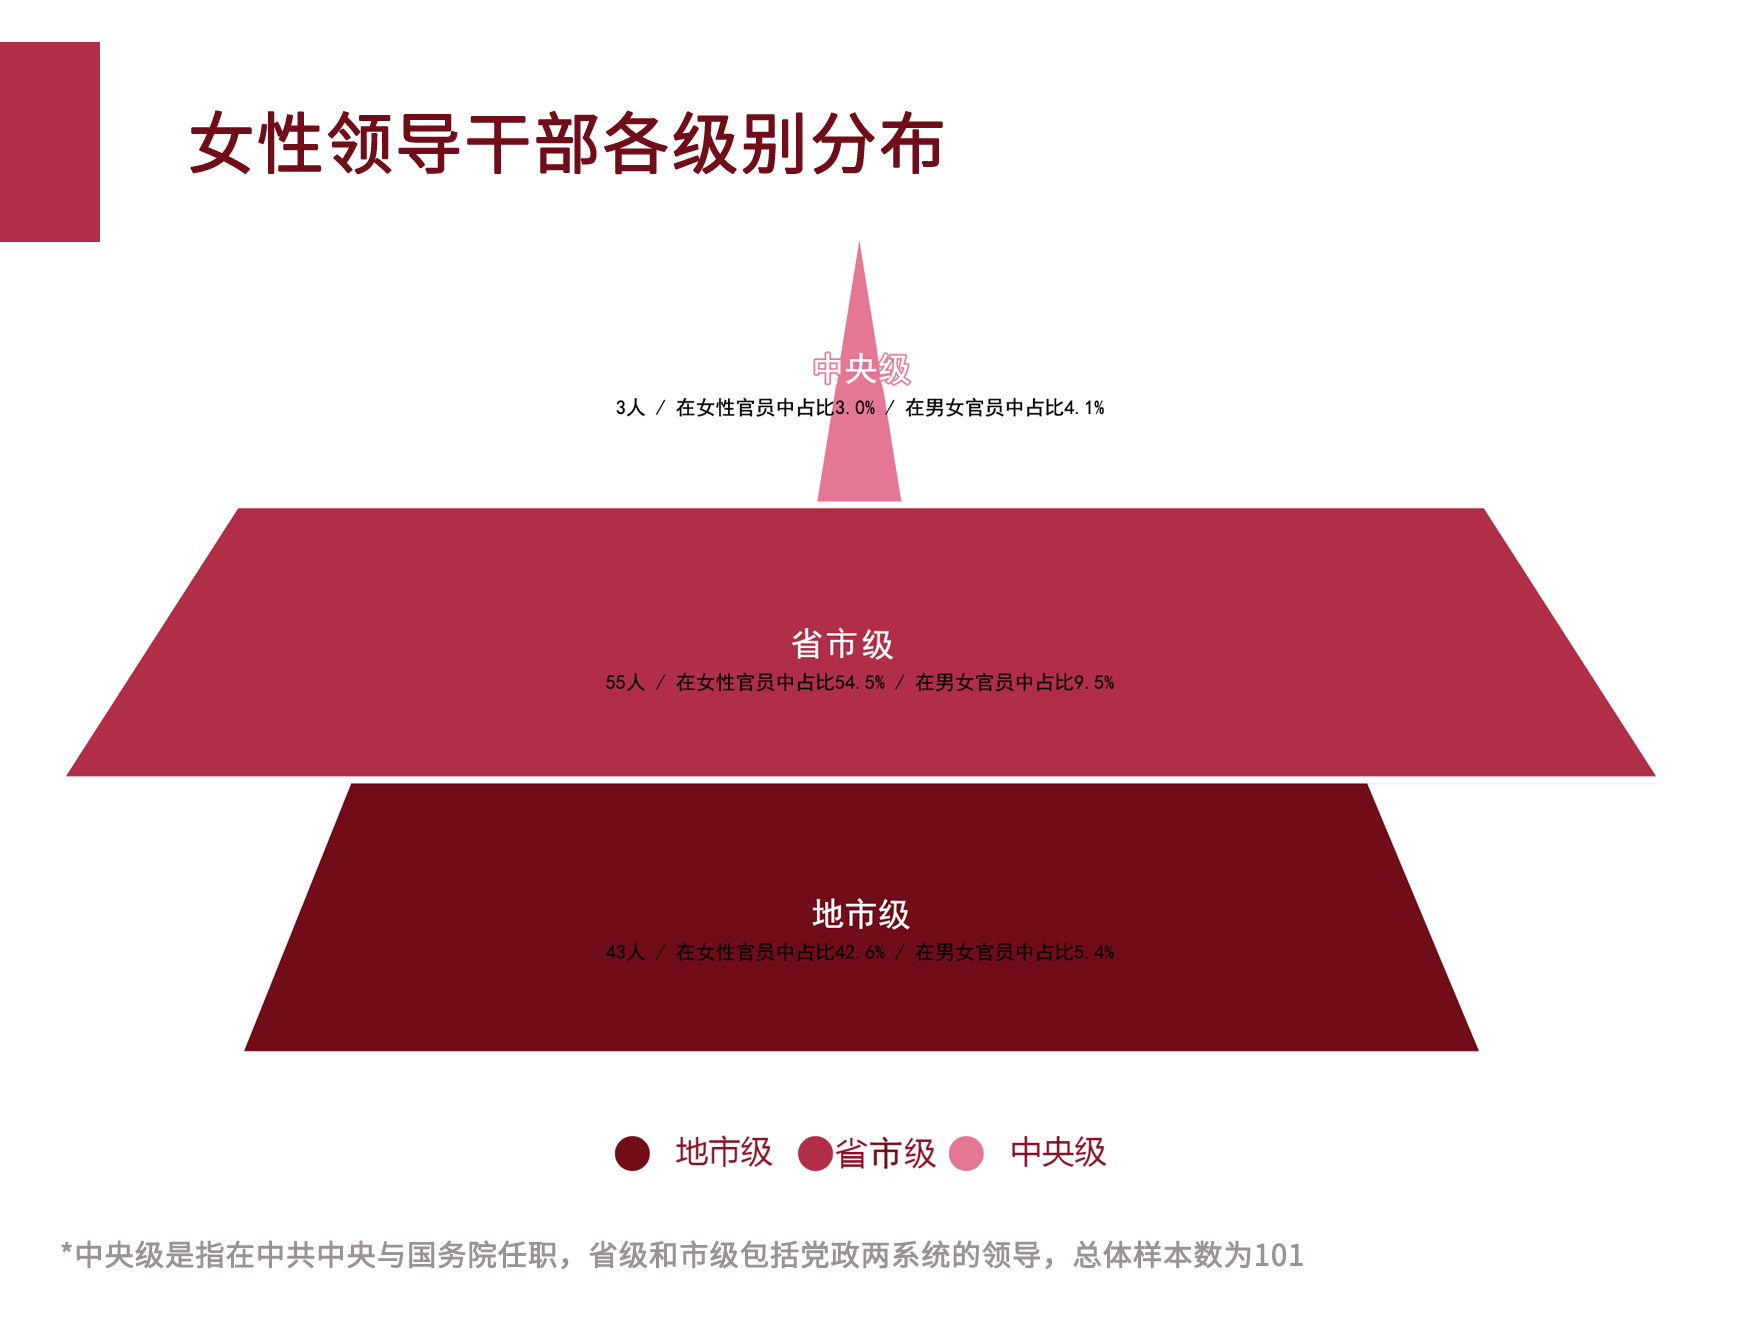 女性领导干部各级别分布
中央级
3人 / 在女性官员中占比3.0% / 在男女官员中占比4.1%
省市级
55人 / 在女性官员中占比54.5% / 在男女官员中占比9.5%
地市级
43人 / 在女性官员中占比42.6% / 在男女官员中占比5.4%
地市级 省市级 中央级
*中央级是指在中共中央与国务院任职，省级和市级包括党政两系统的领导，总体样本数为101